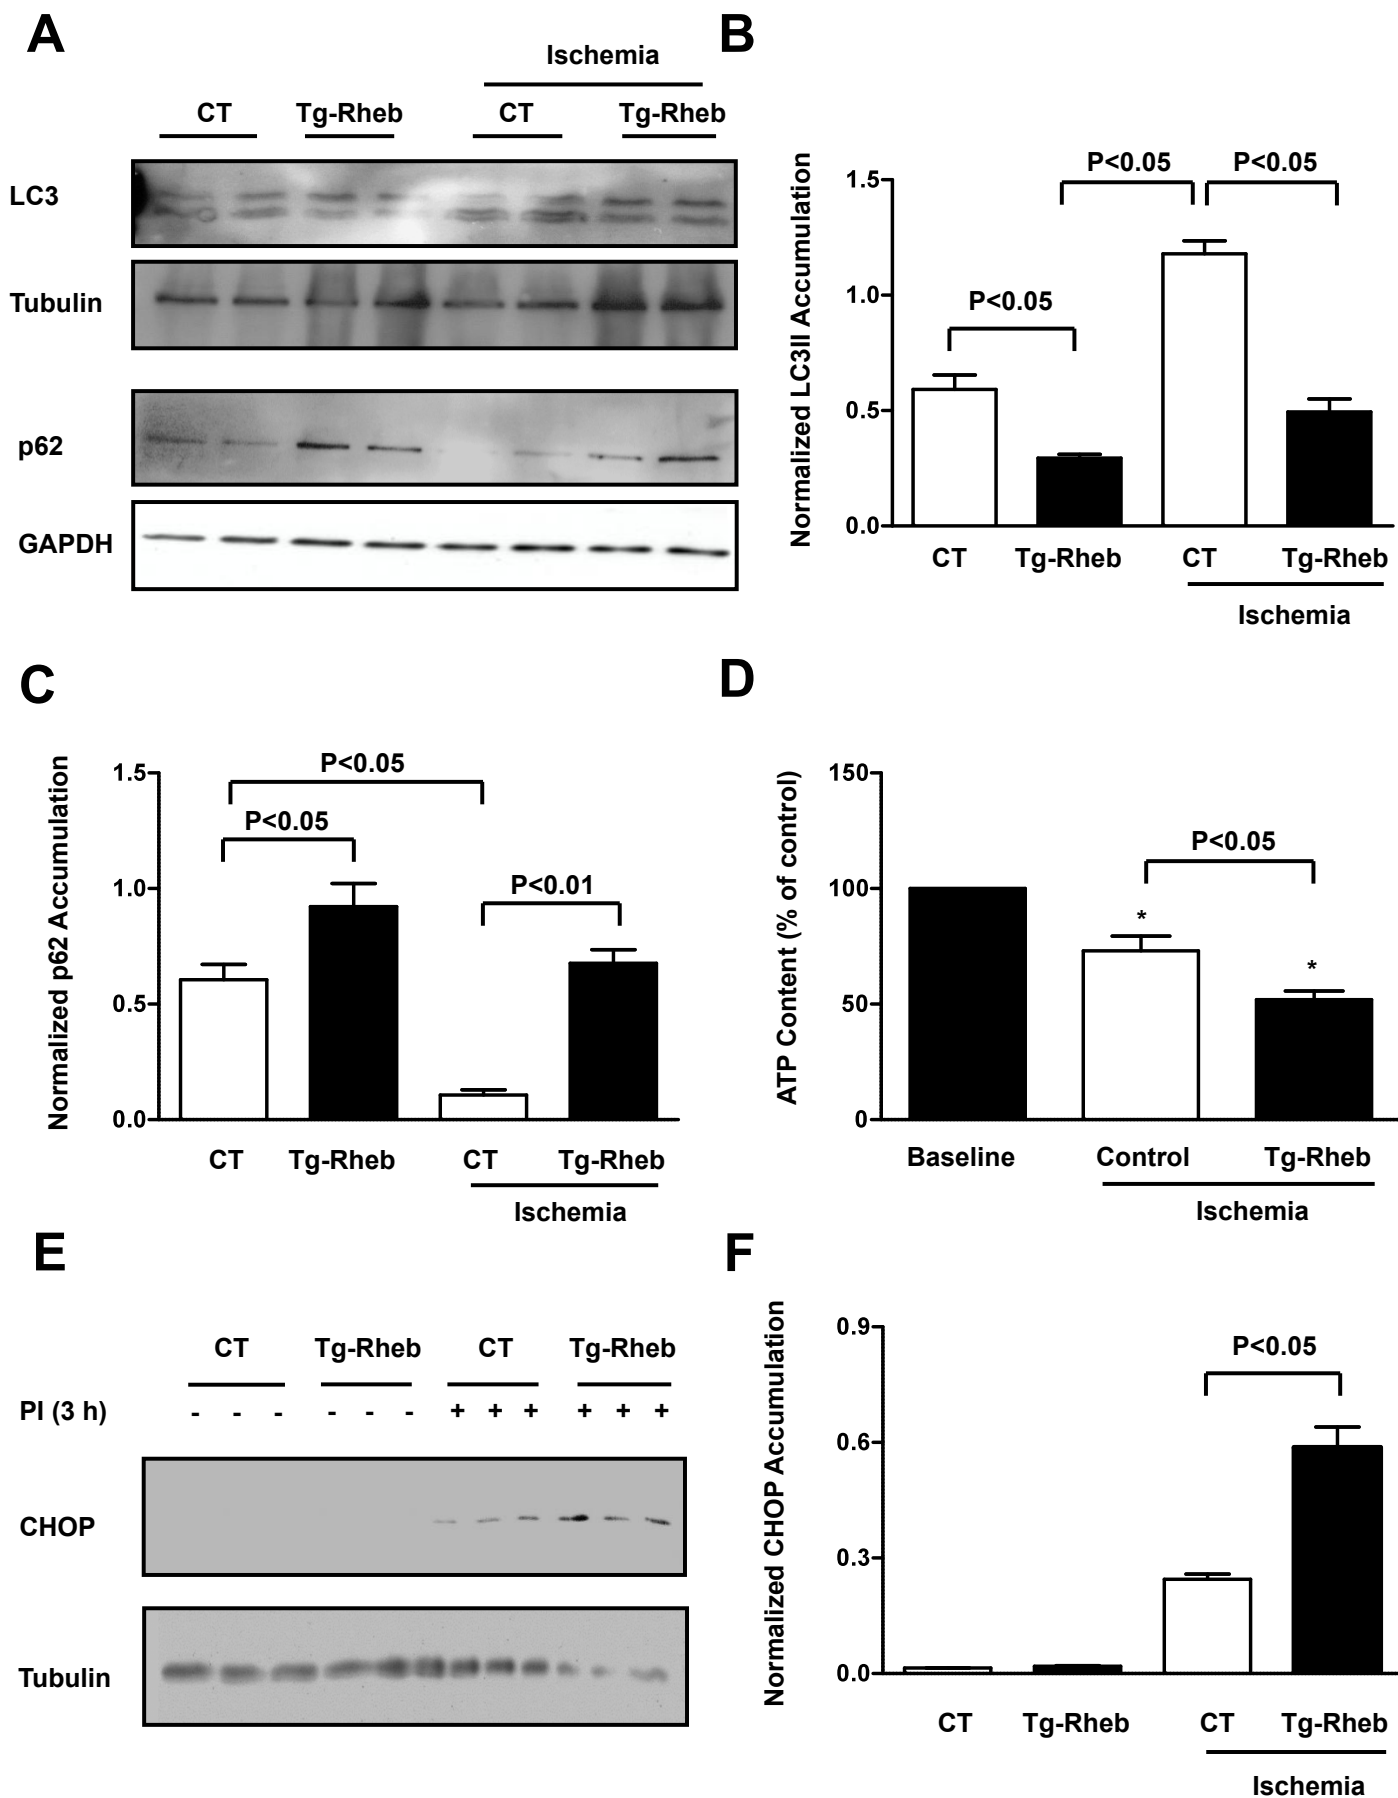 A
Ischemia
CT Tg-Rheb CT Tg-Rheb
LC3
Tubulin
p62
GAPDH
B
Normalized LC3II Accumulation
1.5
1.0
0.5
0.0
P<0.05 P<0.05
P<0.05
CT Tg-Rheb CT Tg-Rheb
Ischemia
C
Normalized p62 Accumulation
1.5
1.0
0.5
0.0
P<0.05
P<0.05
P<0.01
CT Tg-Rheb CT Tg-Rheb
Ischemia
D
ATP Content (% of control)
150
100
50
0
P<0.05
*
*
Baseline Control Tg-Rheb
Ischemia
E
CT Tg-Rheb CT Tg-Rheb
PI (3 h) - - - - - - + + + + + +
CHOP
Tubulin
F
Normalized CHOP Accumulation
0.9
0.6
0.3
0.0
P<0.05
CT Tg-Rheb CT Tg-Rheb
Ischemia